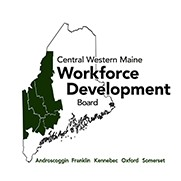 Central Western Maine
Workforce
Development
Board
Androscoggin Franklin Kennebec Oxford Somerset